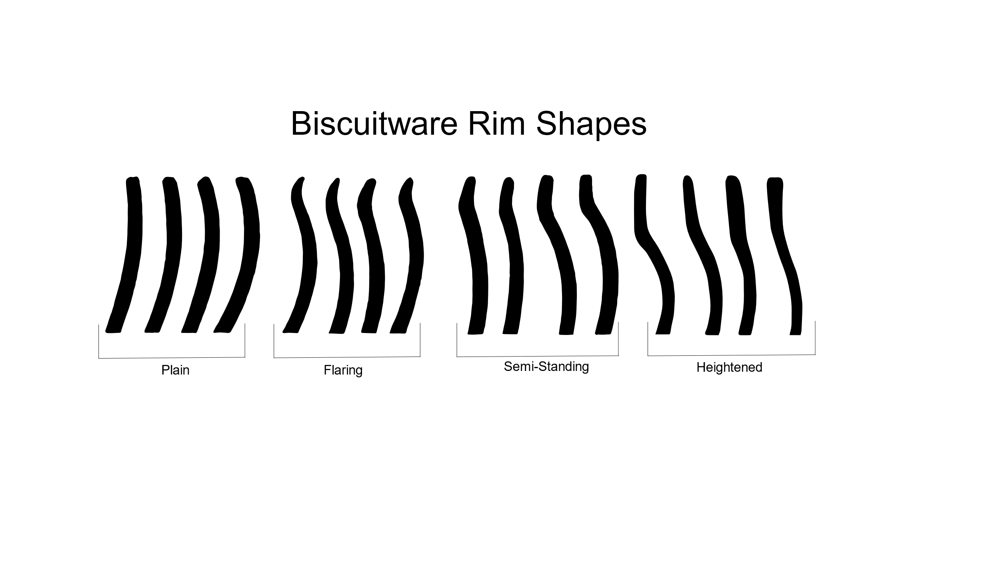 Biscuitware Rim Shapes
Plain
Flaring
Semi-Standing
Heightened